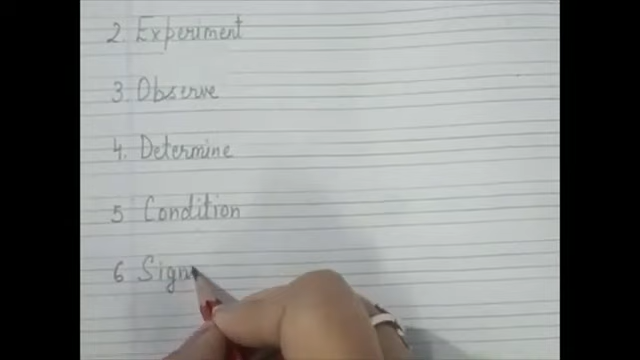 2. Experiment
3. Observe
4. Determine
5 Condition
6 Sign